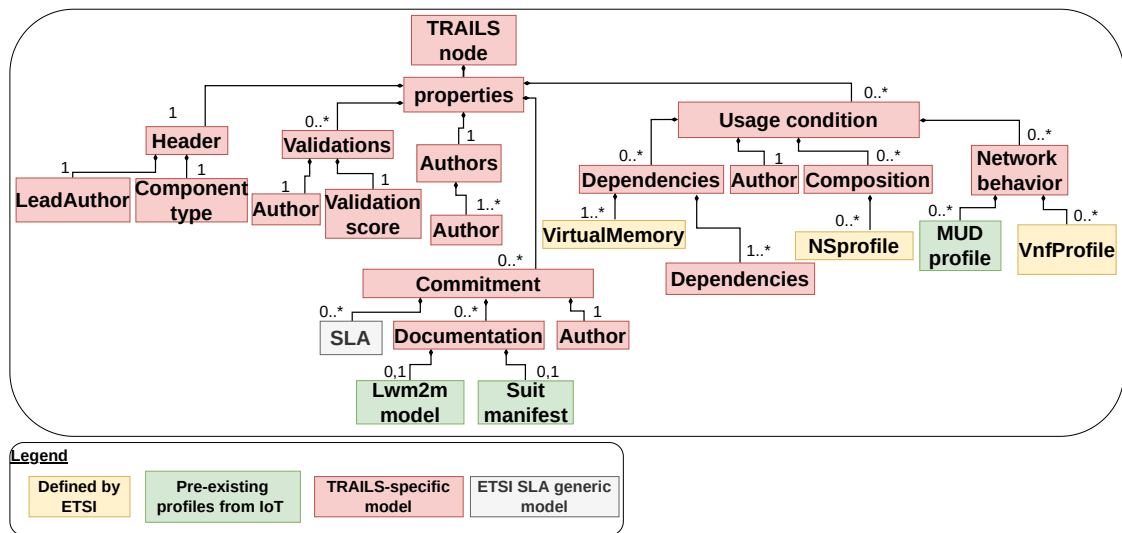 TRAILS
node
properties
1
0..*
1
0..*
0..*
Header
Validations
Authors
Usage condition
1
1
LeadAuthor
Component
type
1
1
Author
Validation
score
1..*
Author
0..*
1
0..*
0..*
Dependencies
Author
Composition
Network
behavior
1..*
VirtualMemory
1..*
Dependencies
0..*
NSprofile
0..*
MUD
profile
0..*
VnfProfile
Commitment
0..*
0..*
1
SLA
Documentation
Author
0,1
0,1
Lwm2m
model
Suit
manifest
Legend
Defined by
ETSI
Pre-existing
profiles from IoT
TRAILS-specific
model
ETSI SLA generic
model